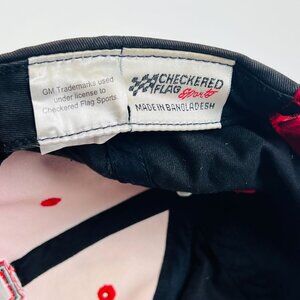 GM Trademarks used
under license to
Checkered Flag Sports
CHECKERED
FLAG Sports
MADE IN BANGLADESH